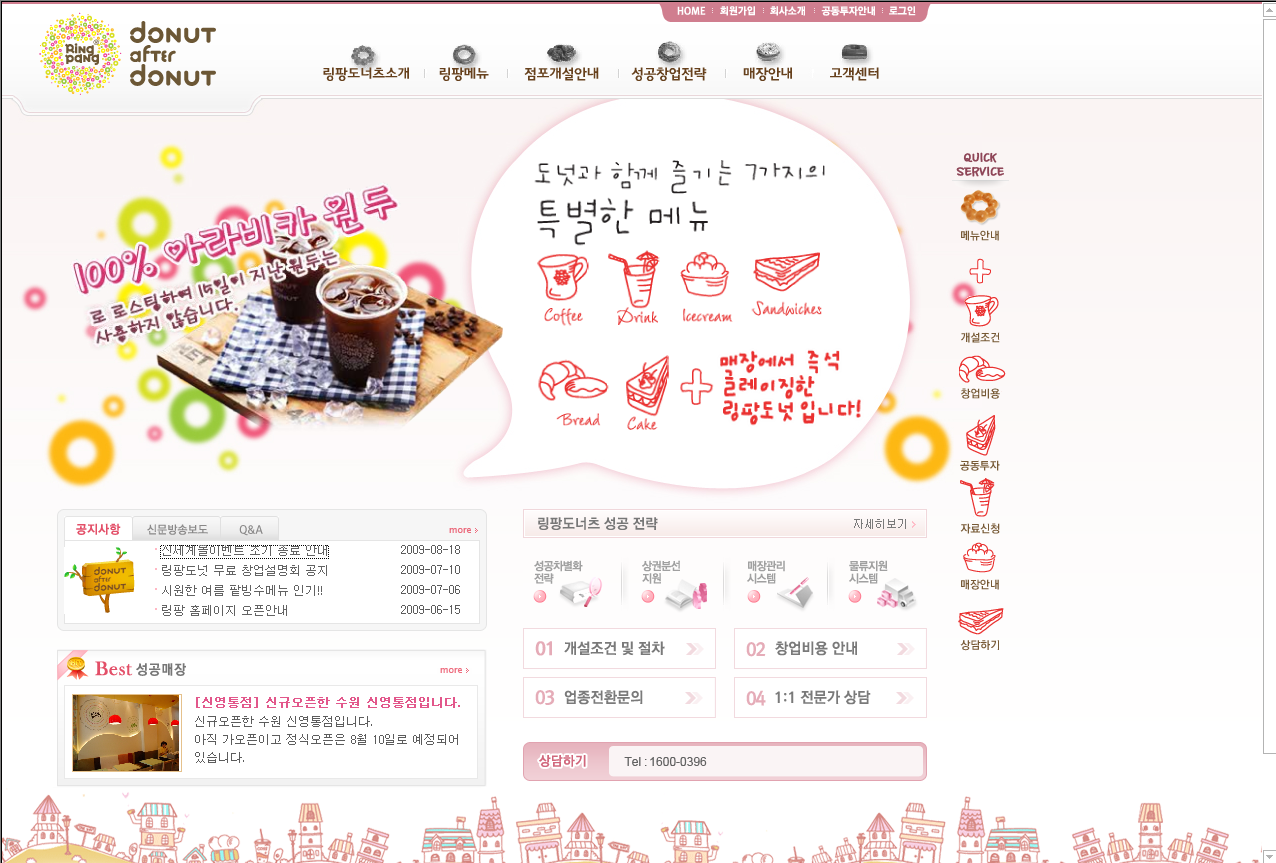 HOME 회원가입 회사소개 공동투자안내 로그인
Ring pang
DONUT
AFTER
DONUT
링팡도너츠소개 링팡메뉴 점포개설안내 성공창업전략 매장안내 고객센터
100% 아라비카 원두
로 로스팅하여 15일이 지난 원두는
사용하지 않습니다.
도넛과 함께 즐기는 7가지의
특별한 메뉴
Coffee Drink Icecream Sandwiches
Bread Cake
매장에서 즉석
글레이징한
링팡도넛 입니다!
QUICK
SERVICE
메뉴안내
개설조건
창업비용
공동투자
자료신청
매장안내
상담하기
공지사항 신문방송보도 Q&A more
신세계몰이벤트 조기 종료 안내 2009-08-18
링팡도넛 무료 창업설명회 공지 2009-07-10
시원한 여름 팥빙수메뉴 인기!! 2009-07-06
링팡 홈페이지 오픈안내 2009-06-15
DONUT
AFTER
DONUT
Best 성공매장 more
[신영통점] 신규오픈한 수원 신영통점입니다.
신규오픈한 수원 신영통점입니다.
아직 가오픈이고 정식오픈은 8월 10일로 예정되어
있습니다.
링팡도너츠 성공 전략 자세히보기
성공차별화
전략
상권분선
지원
매장관리
시스템
물류지원
시스템
01 개설조건 및 절차
02 창업비용 안내
03 업종전환문의
04 1:1 전문가 상담
상담하기 Tel : 1600-0396